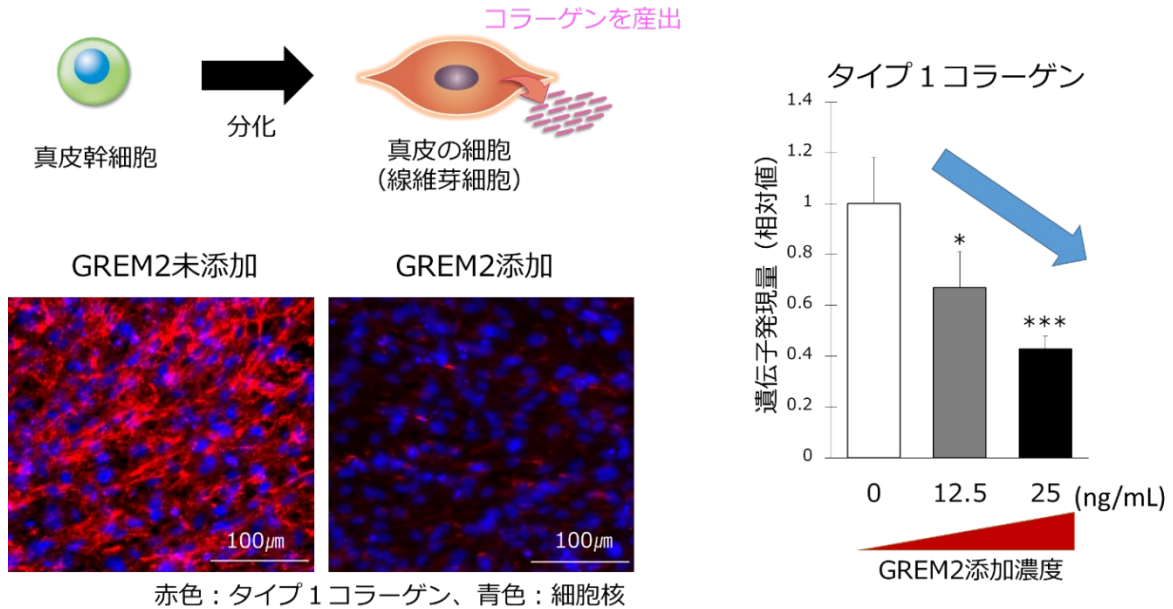 コラーゲンを産出
分化
真皮幹細胞
真皮の細胞
(線維芽細胞)
GREM2未添加
GREM2添加
100㎛
100㎛
赤色：タイプ１コラーゲン、青色：細胞核
タイプ１コラーゲン
遺伝子発現量（相対値）
1.4
1.2
1
0.8
0.6
0.4
0.2
0
*
***
0 12.5 25 (ng/mL)
GREM2添加濃度